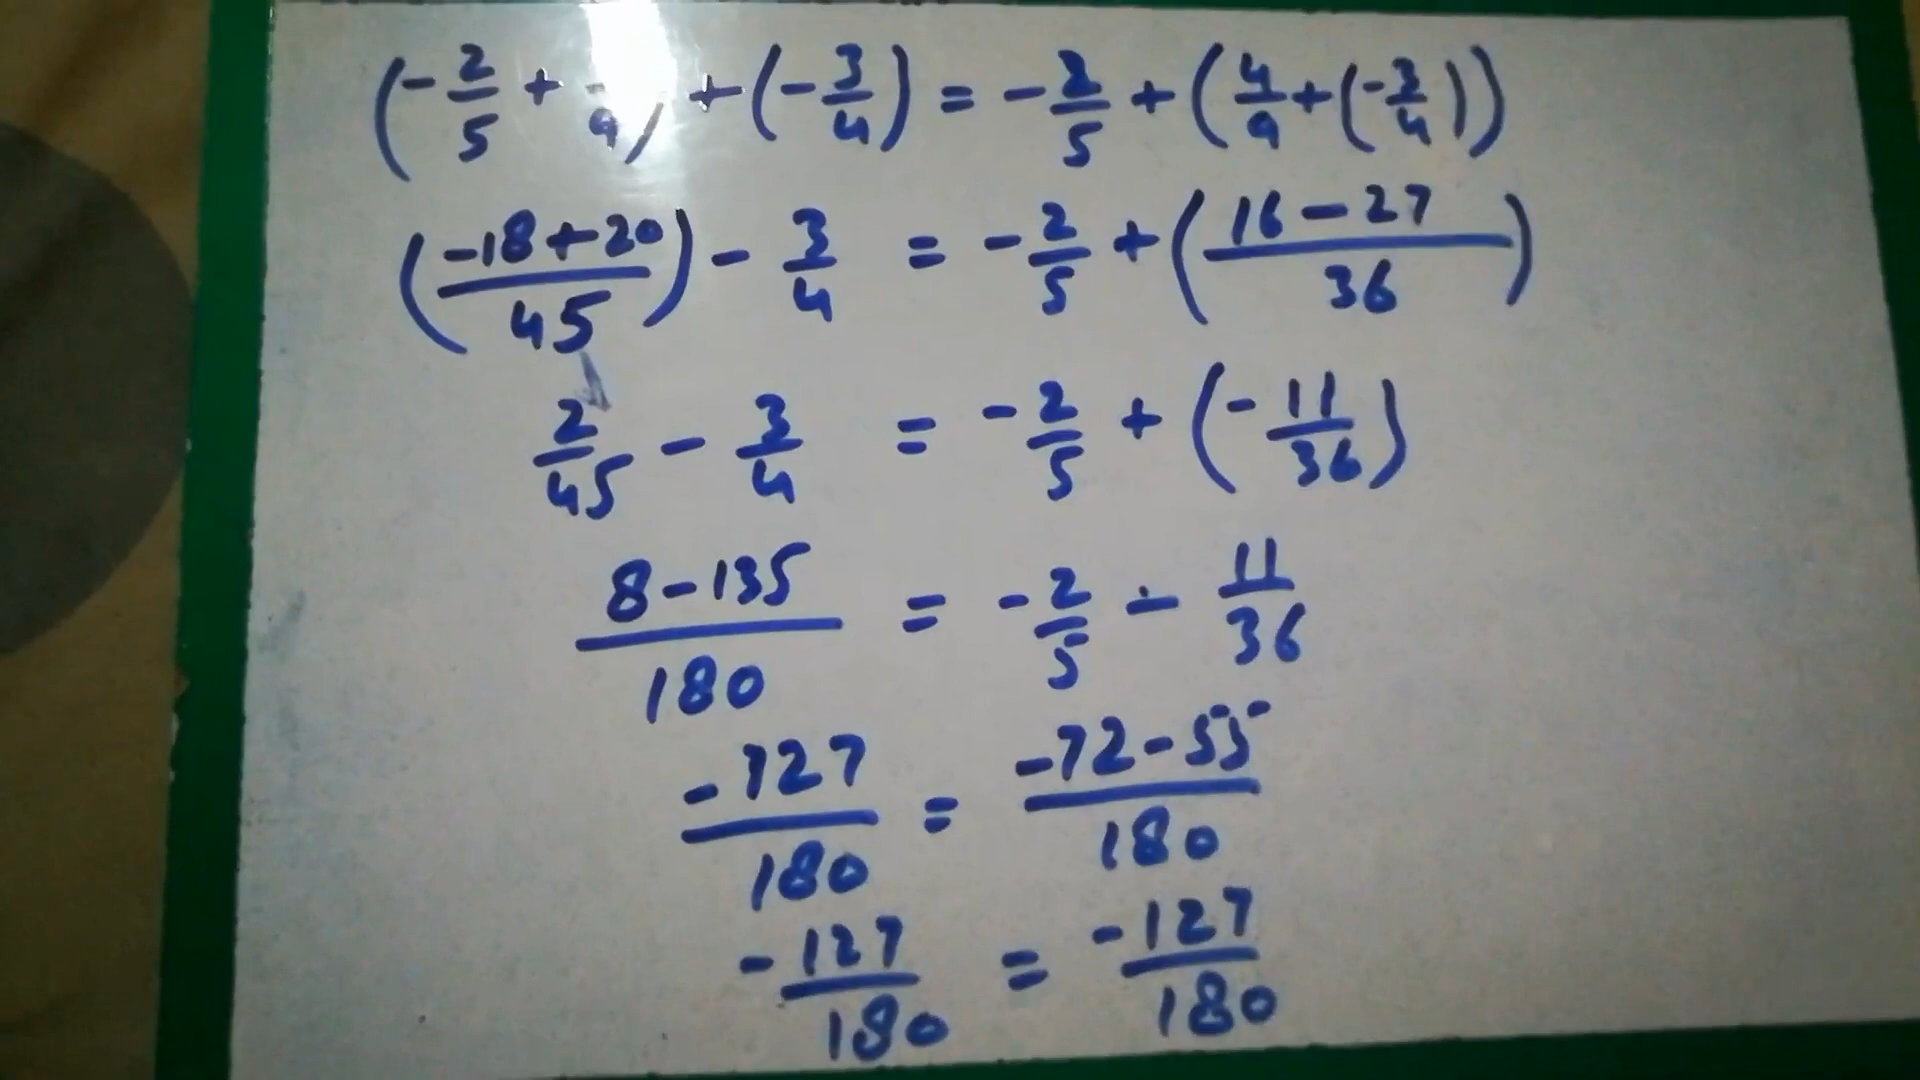 (-2/5 + /9) + (-3/4) = -2/5 + (4/9 + (-3/4))
((-18+20)/45) - 3/4 = -2/5 + ((16-27)/36)
2/45 - 3/4 = -2/5 + (-11/36)
(8-135)/180 = -2/5 - 11/36
-127/180 = (-72-55)/180
-127/180 = -127/180